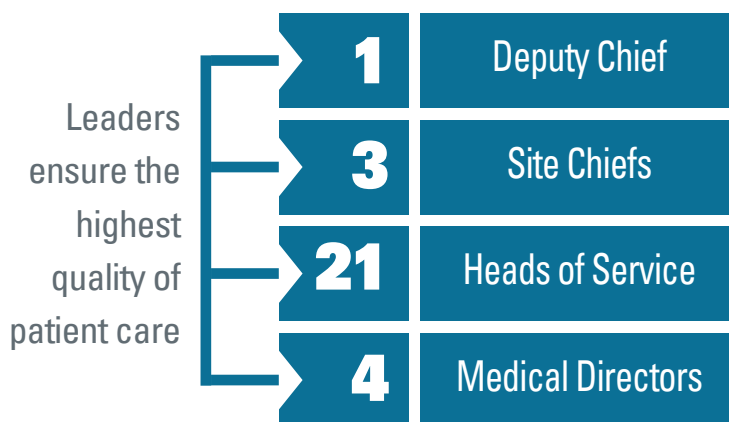 Leaders
ensure the
highest
quality of
patient care
1 Deputy Chief
3 Site Chiefs
21 Heads of Service
4 Medical Directors